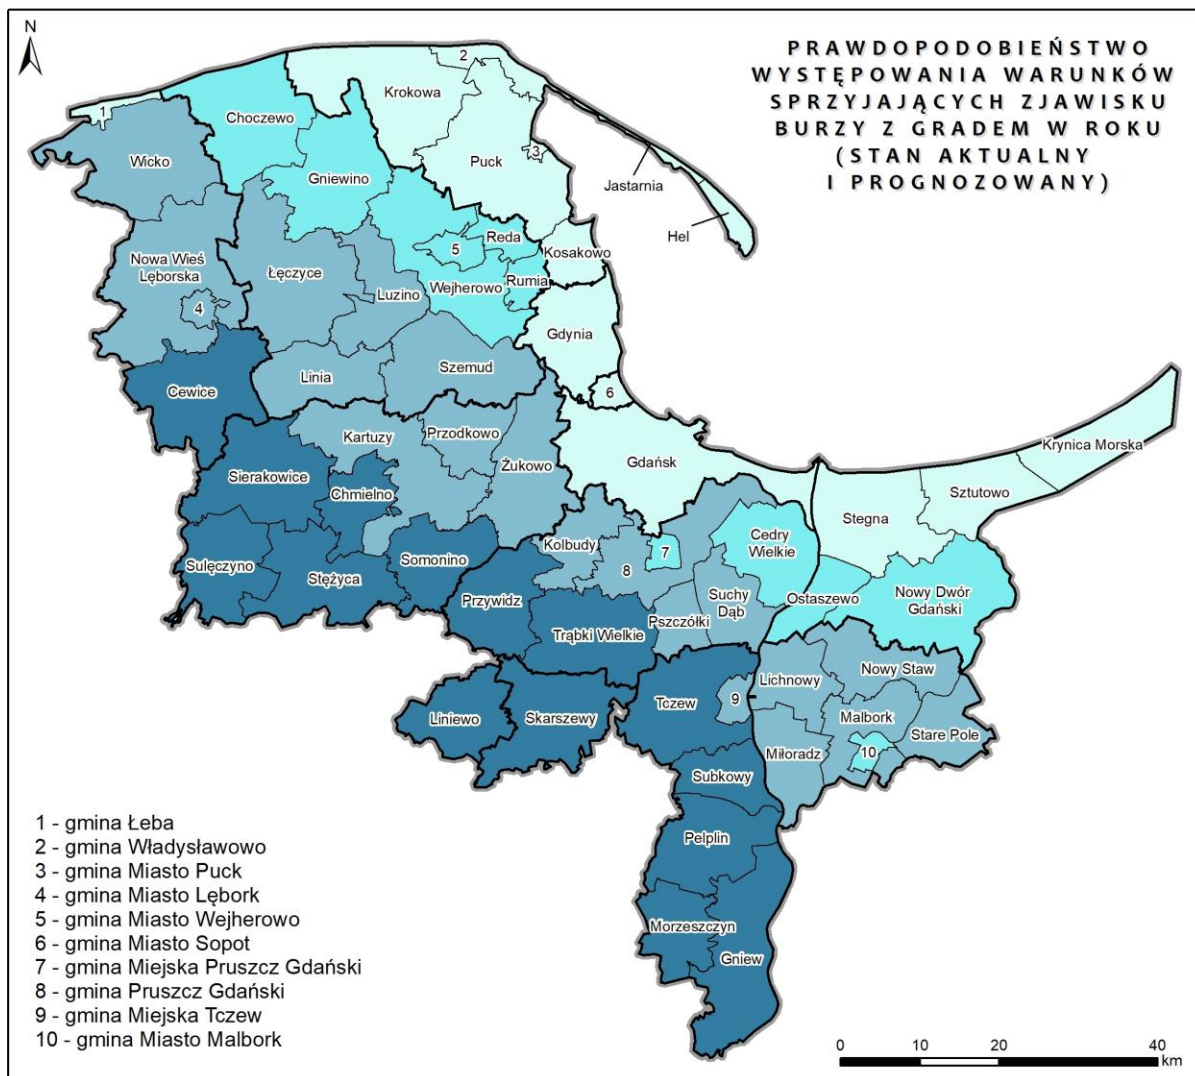 N
PRAWDOPODOBIEŃSTWO
WYSTĘPOWANIA WARUNKÓW
SPRZYJAJĄCYCH ZJAWISKU
BURZY Z GRADEM W ROKU
(STAN AKTUALNY
I PROGNOZOWANY)
2
Krokowa
1
Choczewo
Puck
3
Wicko
Gniewino
Jastarnia
Hel
Reda
5
Kosakowo
Nowa Wieś
Lęborska
Łęczyce
Rumia
Wejherowo
Luzino
4
Gdynia
Szemud
Linia
Cewice
6
Kartuzy
Przodkowo
Krynica Morska
Gdańsk
Żukowo
Sierakowice
Chmielno
Sztutowo
Stegna
Cedry
Wielkie
Kolbudy
7
Somonino
Sulęczyno
8
Stężyca
Suchy
Dąb
Nowy Dwór
Gdański
Przywidz
Ostaszewo
Pszczółki
Trąbki Wielkie
Nowy Staw
Lichnowy
9
Tczew
Liniewo
Skarszewy
Malbork
Stare Pole
10
Miłoradz
Subkowy
Pelplin
Morzeszczyn
Gniew
1 - gmina Łeba
2 - gmina Władysławowo
3 - gmina Miasto Puck
4 - gmina Miasto Lębork
5 - gmina Miasto Wejherowo
6 - gmina Miasto Sopot
7 - gmina Miejska Pruszcz Gdański
8 - gmina Pruszcz Gdański
9 - gmina Miejska Tczew
10 - gmina Miasto Malbork
0 10 20 40
km